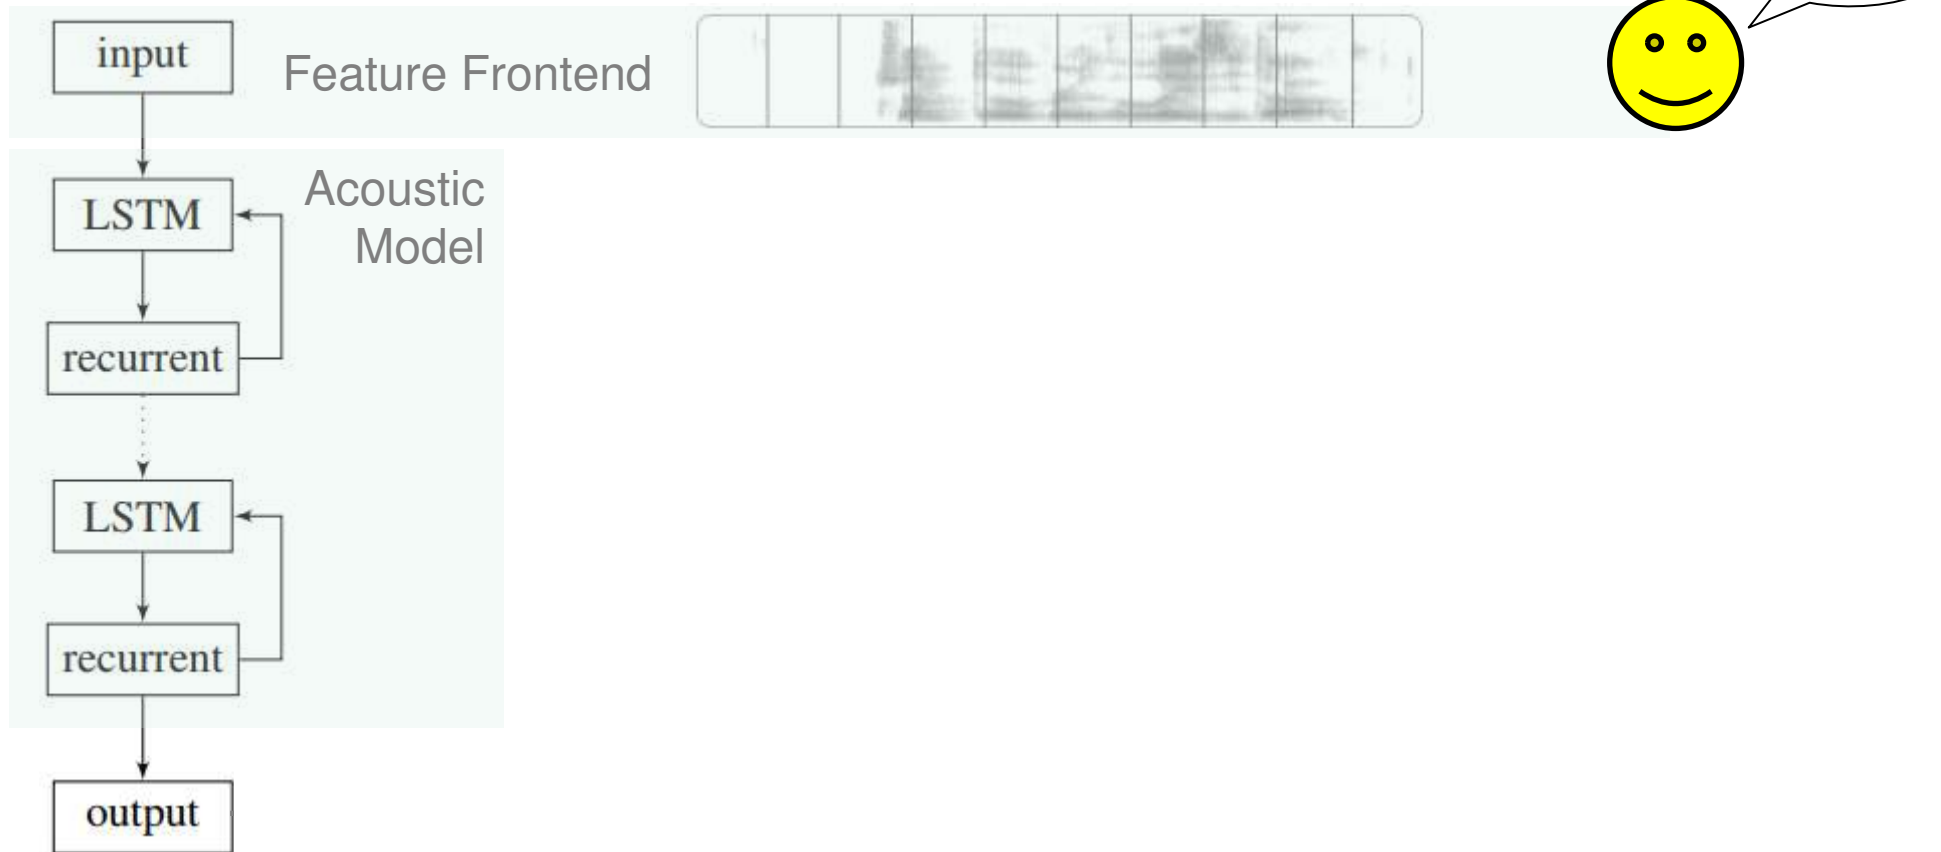 input
Feature Frontend
LSTM
Acoustic
Model
recurrent
LSTM
recurrent
output